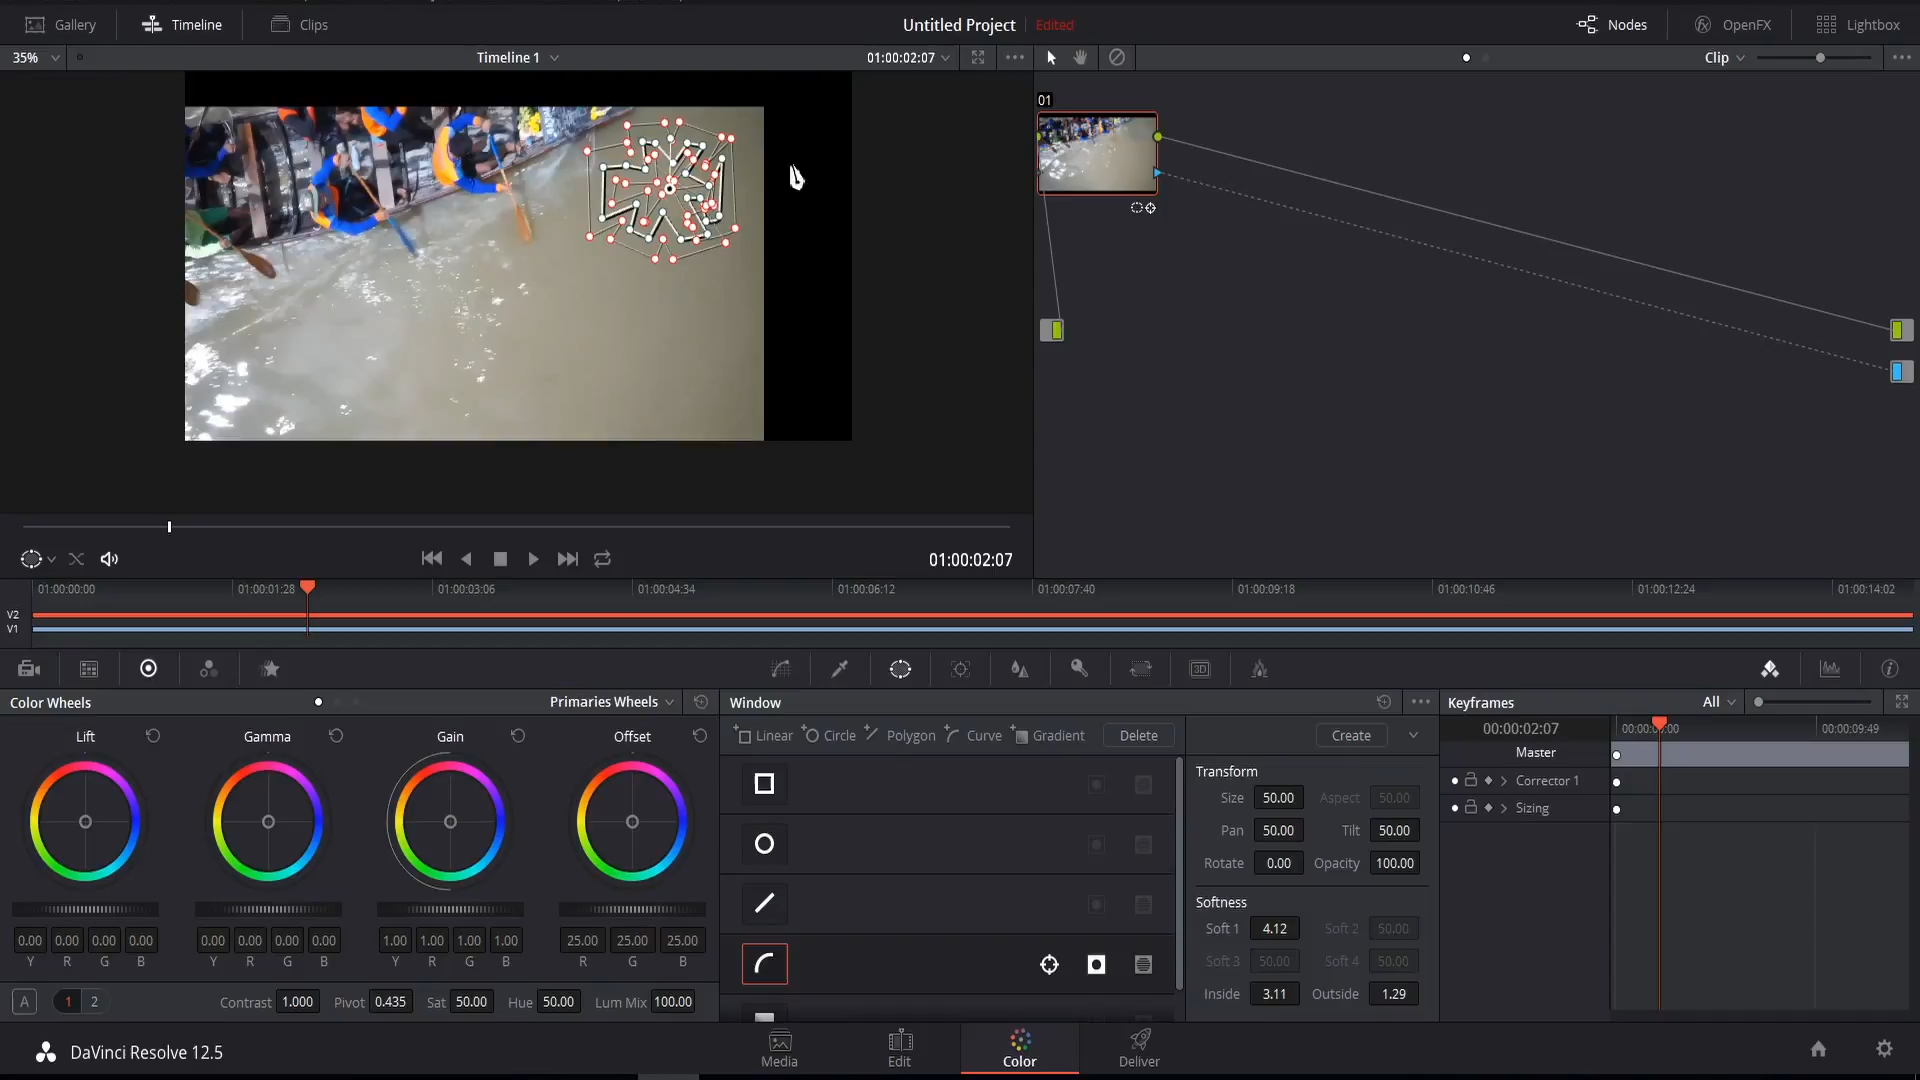 Gallery Timeline Clips Untitled Project Edited Nodes OpenFX Lightbox
35% Timeline 1 01:00:02:07 Clip
01
01:00:02:07
01:00:00:00 01:00:01:28 01:00:03:06 01:00:04:34 01:00:06:12 01:00:07:40 01:00:09:18 01:00:10:46 01:00:12:24 01:00:14:02
V2
V1
3D
Color Wheels Primaries Wheels Window Keyframes All
Lift Gamma Gain Offset
Linear Circle Polygon Curve Gradient Delete Create
00:00:02:07 00:00:09:49
Master
Corrector 1
Sizing
Transform
Size 50.00 Aspect 50.00
Pan 50.00 Tilt 50.00
Rotate 0.00 Opacity 100.00
Softness
Soft 1 4.12 Soft 2 50.00
Soft 3 50.00 Soft 4 50.00
Inside 3.11 Outside 1.29
0.00 0.00 0.00 0.00 0.00 0.00 0.00 0.00 1.00 1.00 1.00 1.00 25.00 25.00 25.00
Y R G B Y R G B Y R G B R G B
A 1 2 Contrast 1.000 Pivot 0.435 Sat 50.00 Hue 50.00 Lum Mix 100.00
DaVinci Resolve 12.5 Media Edit Color Deliver